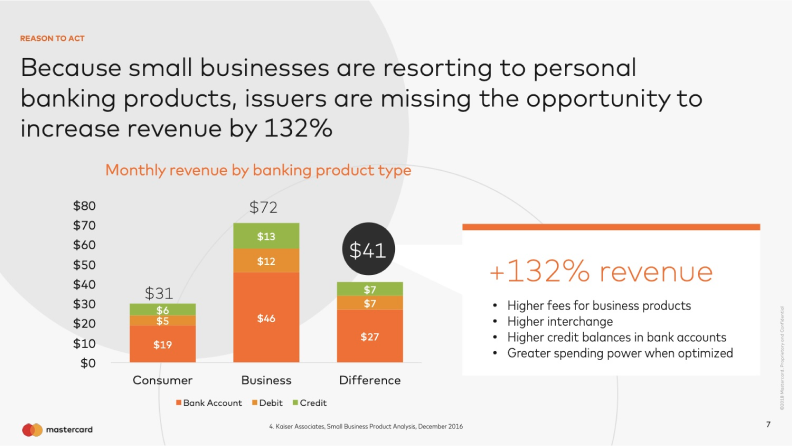 REASON TO ACT
Because small businesses are resorting to personal
banking products, issuers are missing the opportunity to
increase revenue by 132%
Monthly revenue by banking product type
$80
$70
$60
$50
$40
$30
$20
$10
$0
$31
$6
$5
$19
$72
$13
$12
$46
$41
$7
$7
$27
Consumer
Business
Difference
Bank Account
Debit
Credit
+132% revenue
• Higher fees for business products
• Higher interchange
• Higher credit balances in bank accounts
• Greater spending power when optimized
©2018 Mastercard. Proprietary and Confidential
mastercard
4. Kaiser Associates, Small Business Product Analysis, December 2016
7